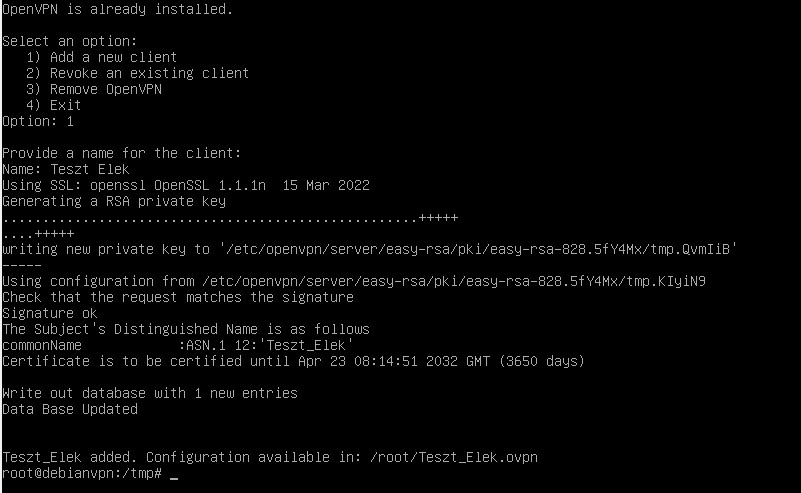 OpenVPN is already installed.
Select an option:
1) Add a new client
2) Revoke an existing client
3) Remove OpenVPN
4) Exit
Option: 1
Provide a name for the client:
Name: Teszt Elek
Using SSL: openssl OpenSSL 1.1.1n  15 Mar 2022
Generating a RSA private key
....................................................+++++
....+++++
writing new private key to '/etc/openvpn/server/easy-rsa/pki/easy-rsa-828.5fY4Mx/tmp.QvmIiB'
-----
Using configuration from /etc/openvpn/server/easy-rsa/pki/easy-rsa-828.5fY4Mx/tmp.KIyiN9
Check that the request matches the signature
Signature ok
The Subject's Distinguished Name is as follows
commonName            :ASN.1 12:'Teszt_Elek'
Certificate is to be certified until Apr 23 08:14:51 2032 GMT (3650 days)
Write out database with 1 new entries
Data Base Updated
Teszt_Elek added. Configuration available in: /root/Teszt_Elek.ovpn
root@debianvpn:/tmp# _